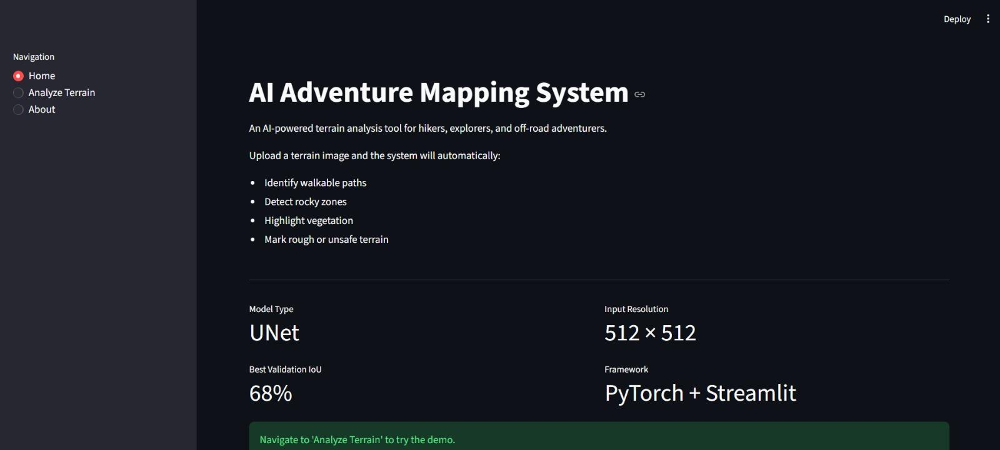 Deploy
Navigation
Home
Analyze Terrain
About
AI Adventure Mapping System
An AI-powered terrain analysis tool for hikers, explorers, and off-road adventurers.
Upload a terrain image and the system will automatically:
Identify walkable paths
Detect rocky zones
Highlight vegetation
Mark rough or unsafe terrain
Model Type
UNet
Input Resolution
512 × 512
Best Validation IoU
68%
Framework
PyTorch + Streamlit
Navigate to 'Analyze Terrain' to try the demo.